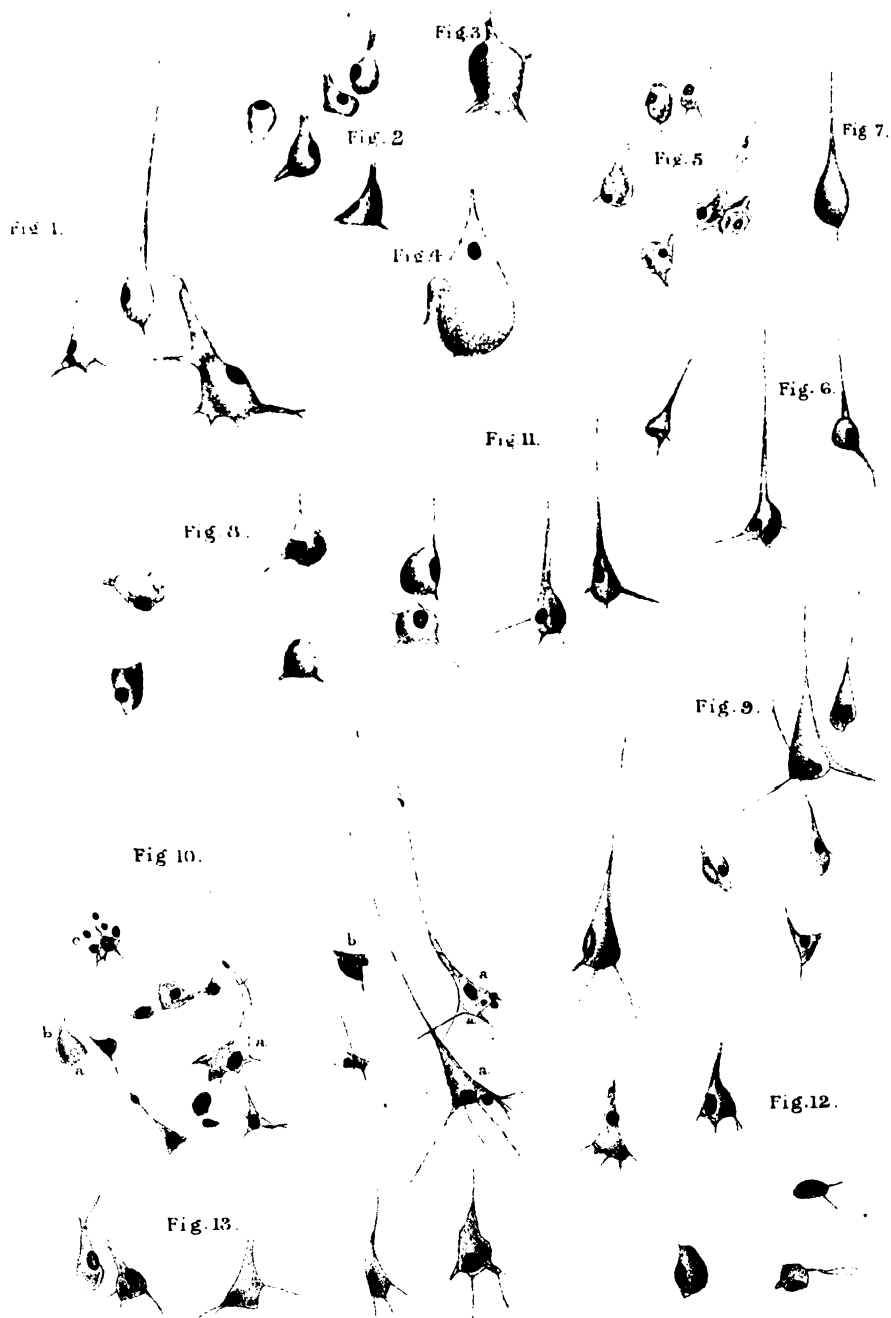 Fig. 1.
Fig. 2
Fig. 3
Fig. 4
Fig. 5
Fig 7.
Fig. 6.
Fig. 11.
Fig. 8.
Fig. 9.
Fig 10.
c
b
a
b
a
a
a.
a.
Fig. 12.
Fig. 13.